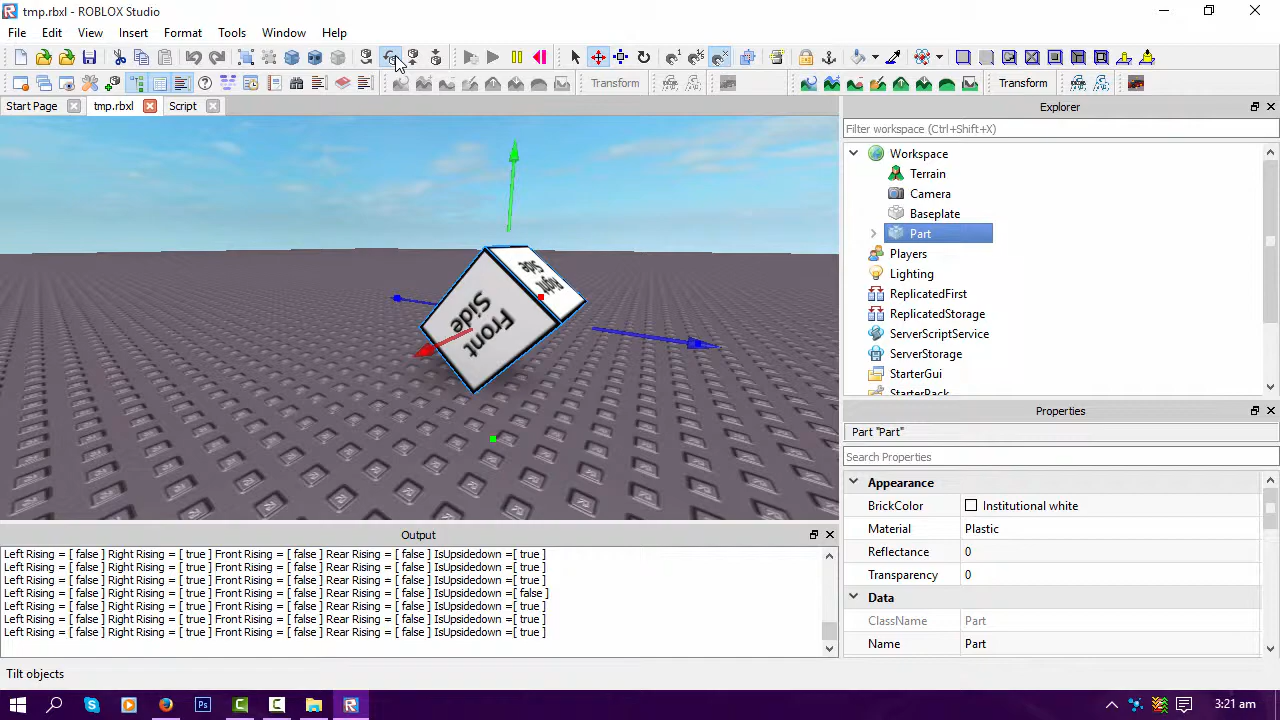 tmp.rbxl - ROBLOX Studio
File Edit View Insert Format Tools Window Help
Transform Transform
Start Page tmp.rbxl Script
Explorer
Filter workspace (Ctrl+Shift+X)
Workspace
Terrain
Camera
Baseplate
Part
Players
Lighting
ReplicatedFirst
ReplicatedStorage
ServerScriptService
ServerStorage
StarterGui
StarterPack
Right Side
Front Side
Properties
Part "Part"
Search Properties
Appearance
BrickColor Institutional white
Material Plastic
Reflectance 0
Transparency 0
Data
ClassName Part
Name Part
Output
Left Rising = [ false ] Right Rising = [ true ] Front Rising = [ false ] Rear Rising = [ false ] IsUpsidedown =[ true ]
Left Rising = [ false ] Right Rising = [ true ] Front Rising = [ false ] Rear Rising = [ false ] IsUpsidedown =[ true ]
Left Rising = [ false ] Right Rising = [ true ] Front Rising = [ false ] Rear Rising = [ false ] IsUpsidedown =[ true ]
Left Rising = [ false ] Right Rising = [ true ] Front Rising = [ false ] Rear Rising = [ false ] IsUpsidedown =[ false ]
Left Rising = [ false ] Right Rising = [ true ] Front Rising = [ false ] Rear Rising = [ false ] IsUpsidedown =[ true ]
Left Rising = [ false ] Right Rising = [ true ] Front Rising = [ false ] Rear Rising = [ false ] IsUpsidedown =[ true ]
Left Rising = [ false ] Right Rising = [ true ] Front Rising = [ false ] Rear Rising = [ false ] IsUpsidedown =[ true ]
Tilt objects
Ps
3:21 am